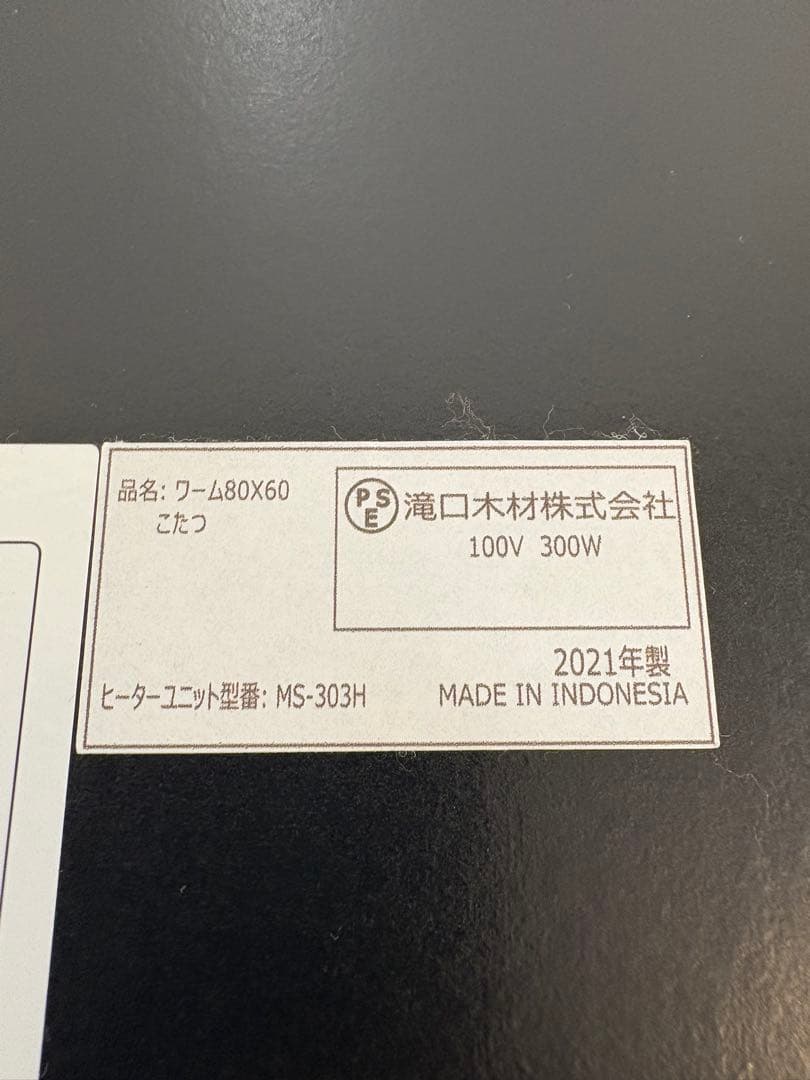 品名: ワーム80X60
こたつ
PSE 滝口木材株式会社
100V 300W
2021年製
ヒーターユニット型番: MS-303H
MADE IN INDONESIA